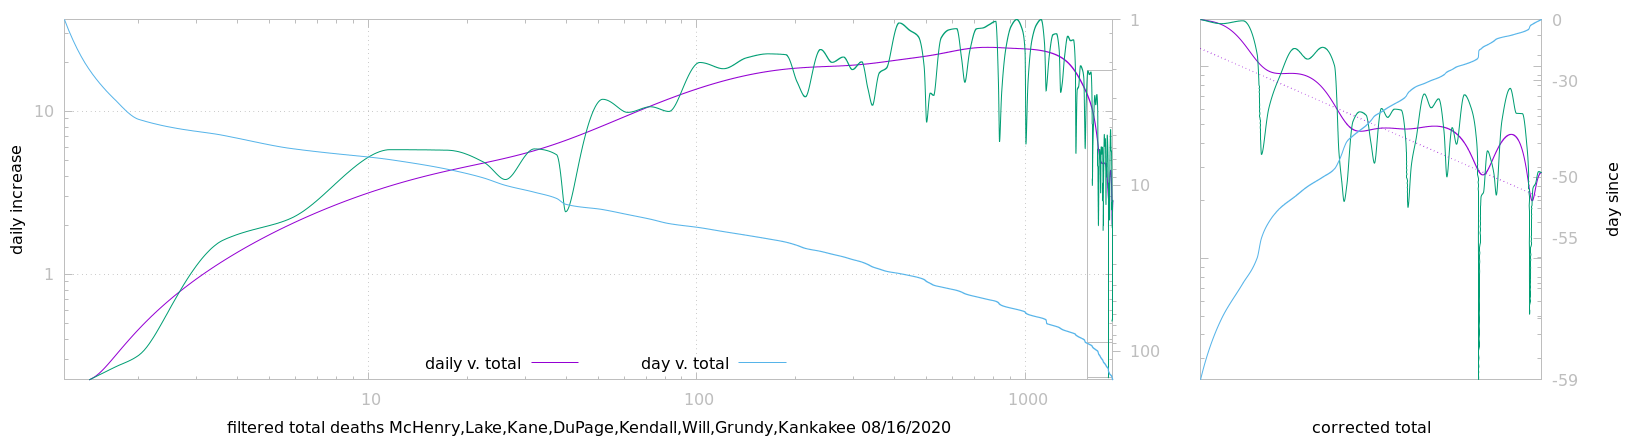 daily increase
10
1
daily v. total
day v. total
10
100
1000
1
10
100
filtered total deaths McHenry,Lake,Kane,DuPage,Kendall,Will,Grundy,Kankakee 08/16/2020
0
-30
-50
-55
-59
day since
corrected total